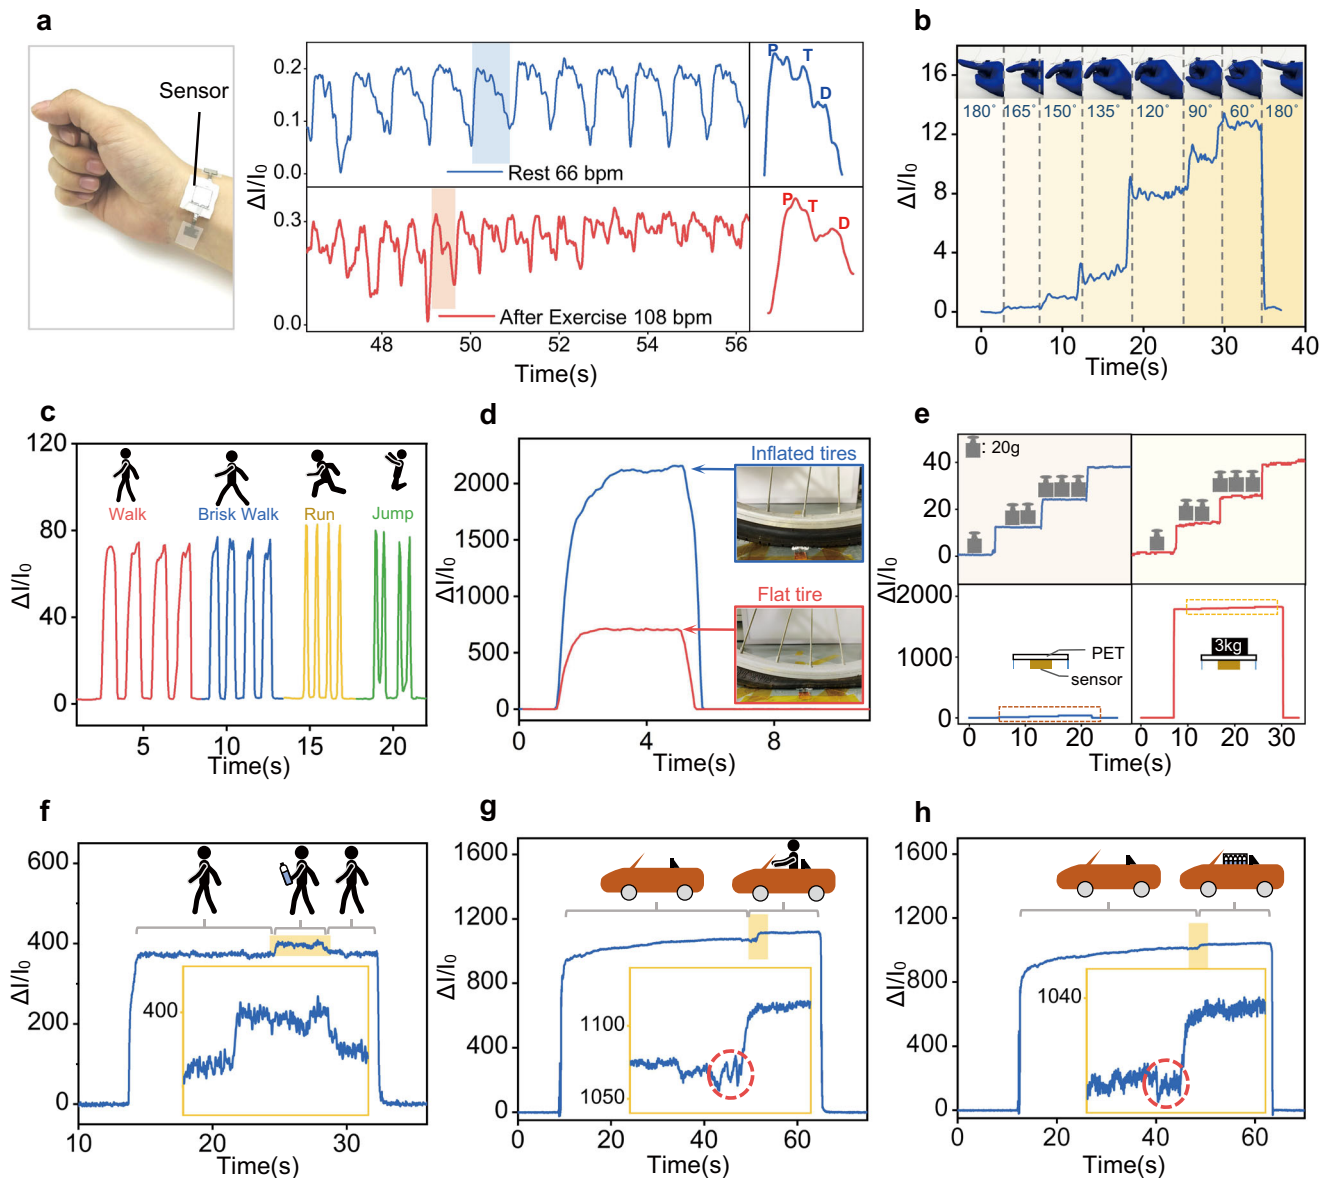 a
Sensor
ΔI/I0
0.2
0.1
0.0
Rest 66 bpm
P
T
D
0.3
0.0
After Exercise 108 bpm
P
T
D
48
50
52
54
56
Time(s)
b
ΔI/I0
16
12
8
4
0
180°
165°
150°
135°
120°
90°
60°
180°
0
10
20
30
40
Time(s)
c
ΔI/I0
120
80
40
0
Walk
Brisk Walk
Run
Jump
5
10
15
20
Time(s)
d
ΔI/I0
2000
1500
1000
500
0
Inflated tires
Flat tire
0
4
8
Time(s)
e
ΔI/I0
: 20g
40
20
0
2000
1000
0
PET
sensor
3kg
0
10
20
0
10
20
30
Time(s)
Time(s)
f
ΔI/I0
600
400
200
0
400
10
20
30
Time(s)
g
ΔI/I0
1600
1200
800
400
0
1100
1050
0
20
40
60
Time(s)
h
ΔI/I0
1600
1200
800
400
0
1040
0
20
40
60
Time(s)